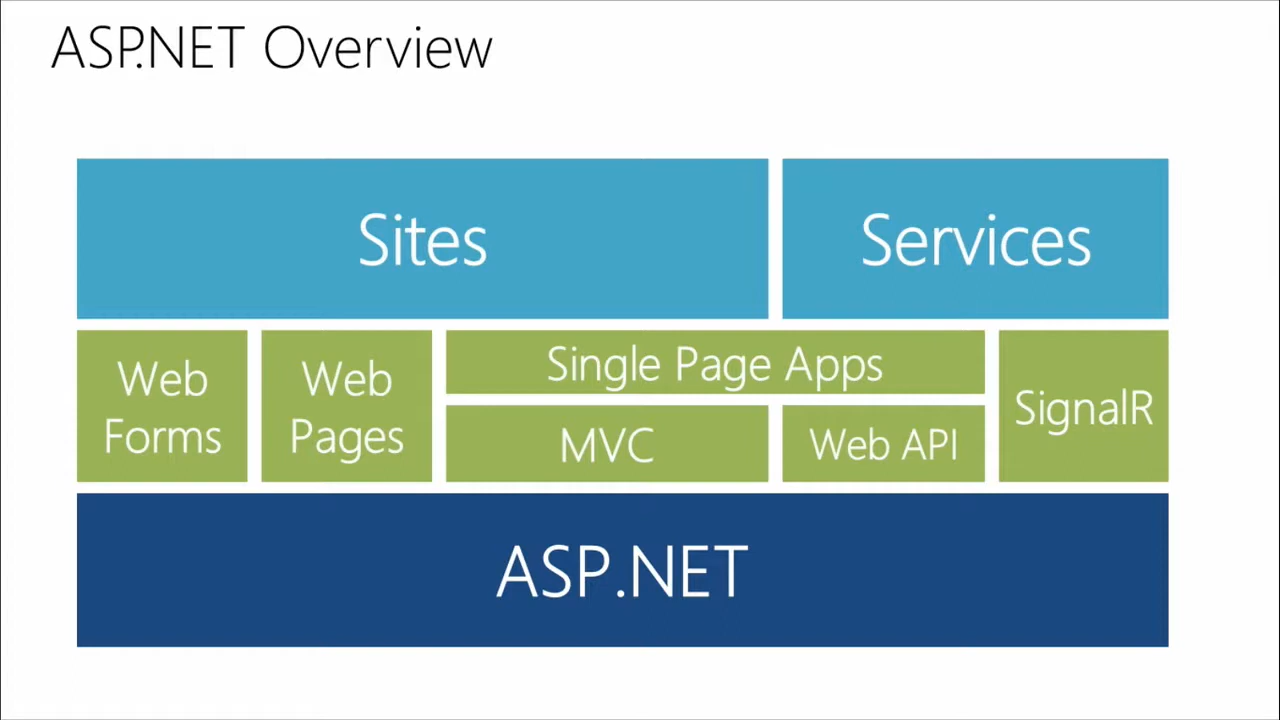 ASP.NET Overview
Sites
Services
Web
Forms
Web
Pages
Single Page Apps
MVC
Web API
SignalR
ASP.NET